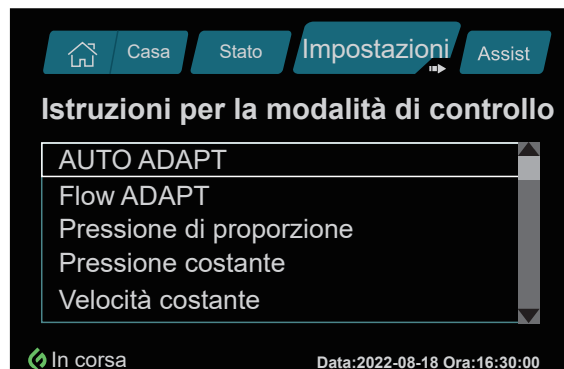 Casa Stato Impostazioni Assist
Istruzioni per la modalità di controllo
AUTO ADAPT
Flow ADAPT
Pressione di proporzione
Pressione costante
Velocità costante
In corsa Data:2022-08-18 Ora:16:30:00